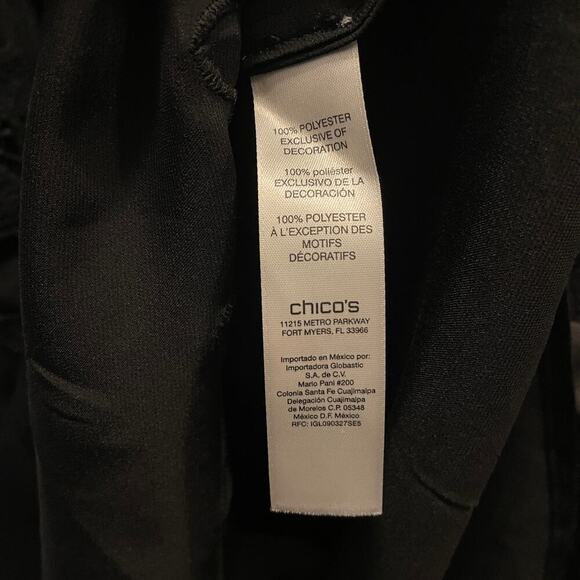 100% POLYESTER
EXCLUSIVE OF
DECORATION
100% poliéster
EXCLUSIVO DE LA
DECORACIÓN
100% POLYESTER
À L'EXCEPTION DES
MOTIFS
DÉCORATIFS
chico's
11215 METRO PARKWAY
FORT MYERS, FL 33966
Importado en México por:
Importadora Globastic
S.A. de C.V.
Mario Pani #200
Colonia Santa Fe Cuajimalpa
Delegación Cuajimalpa
de Morelos C.P. 05348
México D.F. México
RFC: IGL090327SE5